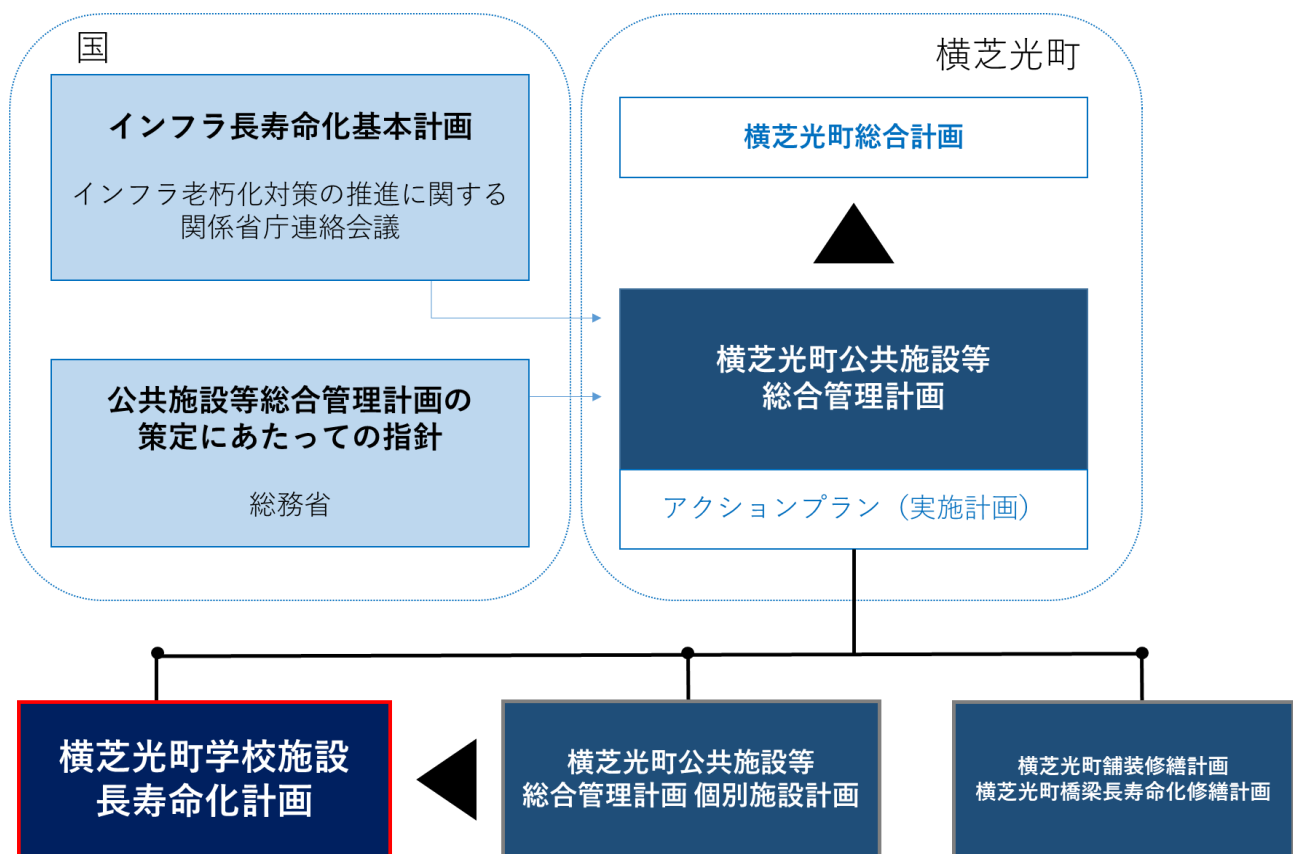 国
インフラ長寿命化基本計画
インフラ老朽化対策の推進に関する
関係省庁連絡会議
公共施設等総合管理計画の
策定にあたっての指針
総務省
横芝光町
横芝光町総合計画
横芝光町公共施設等
総合管理計画
アクションプラン（実施計画）
横芝光町学校施設
長寿命化計画
横芝光町公共施設等
総合管理計画 個別施設計画
横芝光町舗装修繕計画
横芝光町橋梁長寿命化修繕計画